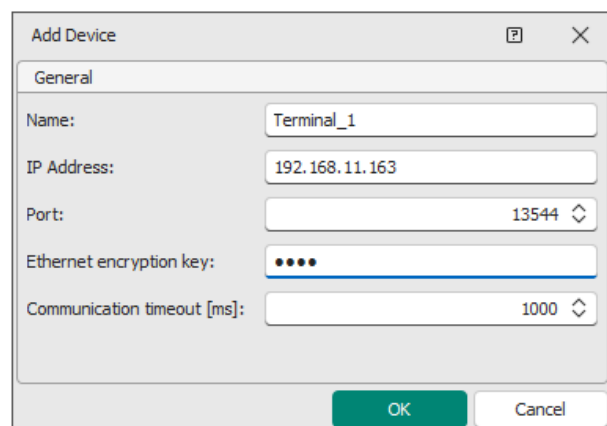 Add Device
General
Name: Terminal_1
IP Address: 192.168.11.163
Port: 13544
Ethernet encryption key: ●●●●
Communication timeout [ms]: 1000
OK Cancel